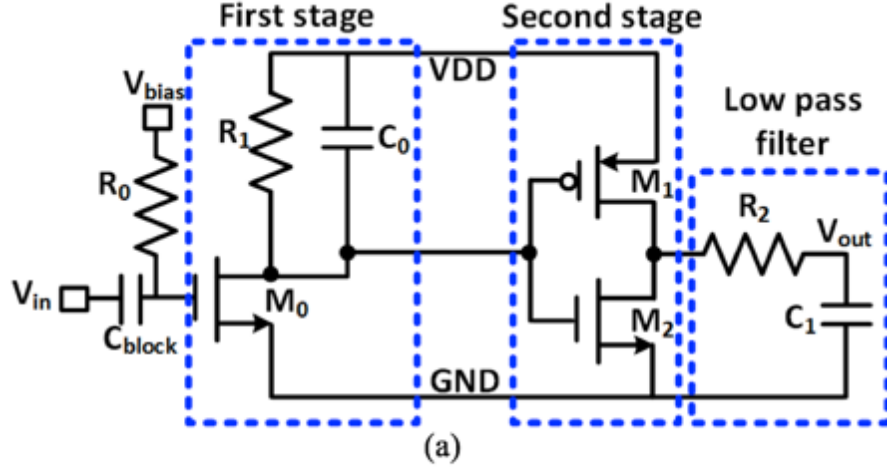 First stage
Second stage
VDD
Low pass
filter
Vbias
R1
C0
R0
M1
R2
Vout
Vin
M0
M2
C1
Cblock
GND
(a)